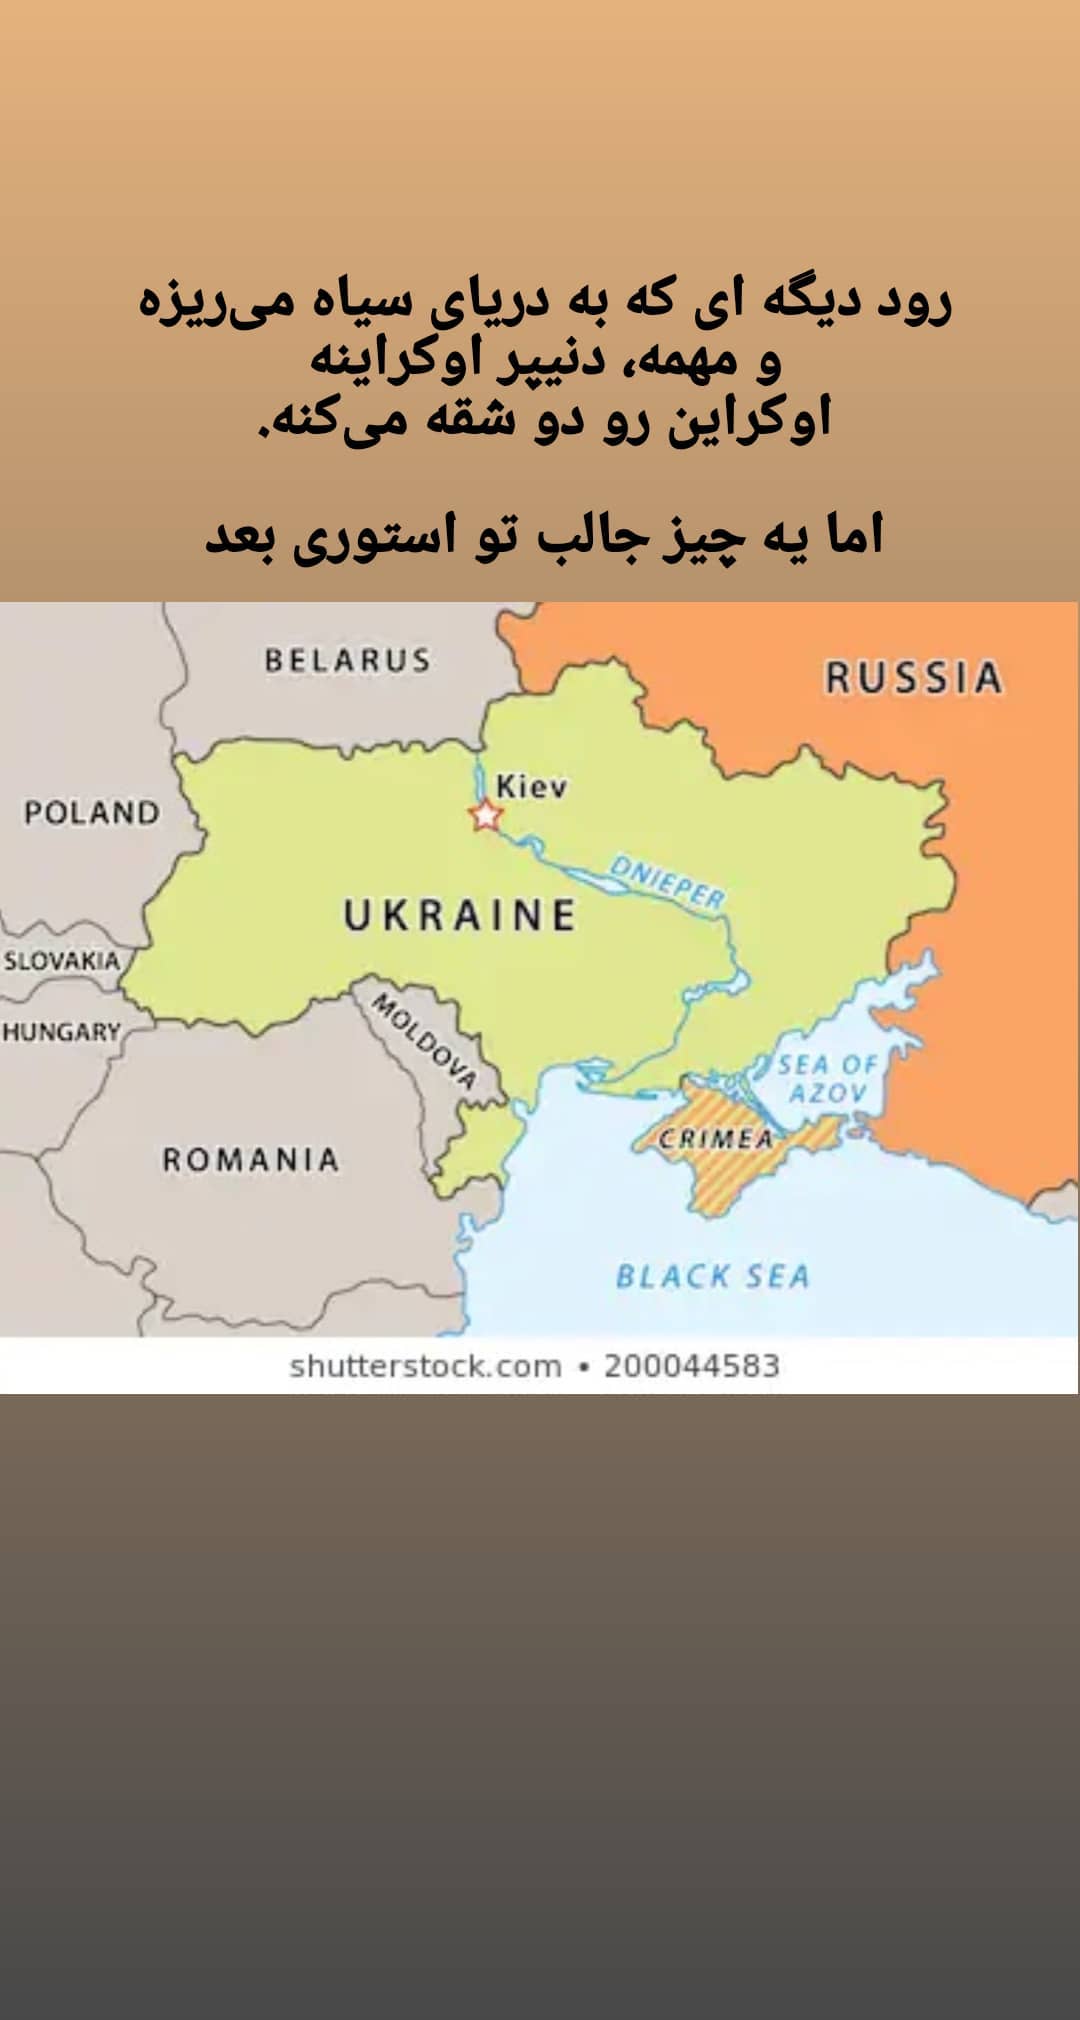 رود دیگه ای که به دریای سیاه می‌ریزه
و مهمه، دنیپر اوکراینه
اوکراین رو دو شقه می‌کنه.
اما یه چیز جالب تو استوری بعد
BELARUS
RUSSIA
Kiev
POLAND
DNIEPER
UKRAINE
SLOVAKIA
MOLDOVA
HUNGARY
SEA OF
AZOV
CRIMEA
ROMANIA
BLACK SEA
shutterstock.com • 200044583